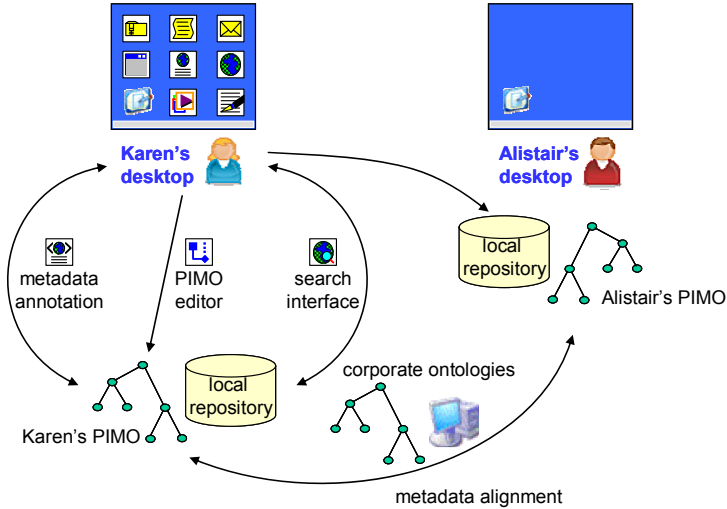 Karen's
desktop
Alistair's
desktop
metadata
annotation
PIMO
editor
search
interface
local
repository
Alistair's PIMO
corporate ontologies
local
repository
Karen's PIMO
metadata alignment